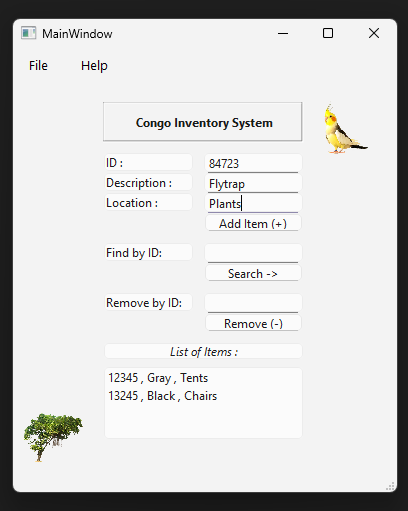 MainWindow
File Help
Congo Inventory System
ID : 84723
Description : Flytrap
Location : Plants
Add Item (+)
Find by ID:
Search ->
Remove by ID:
Remove (-)
List of Items :
12345 , Gray , Tents
13245 , Black , Chairs